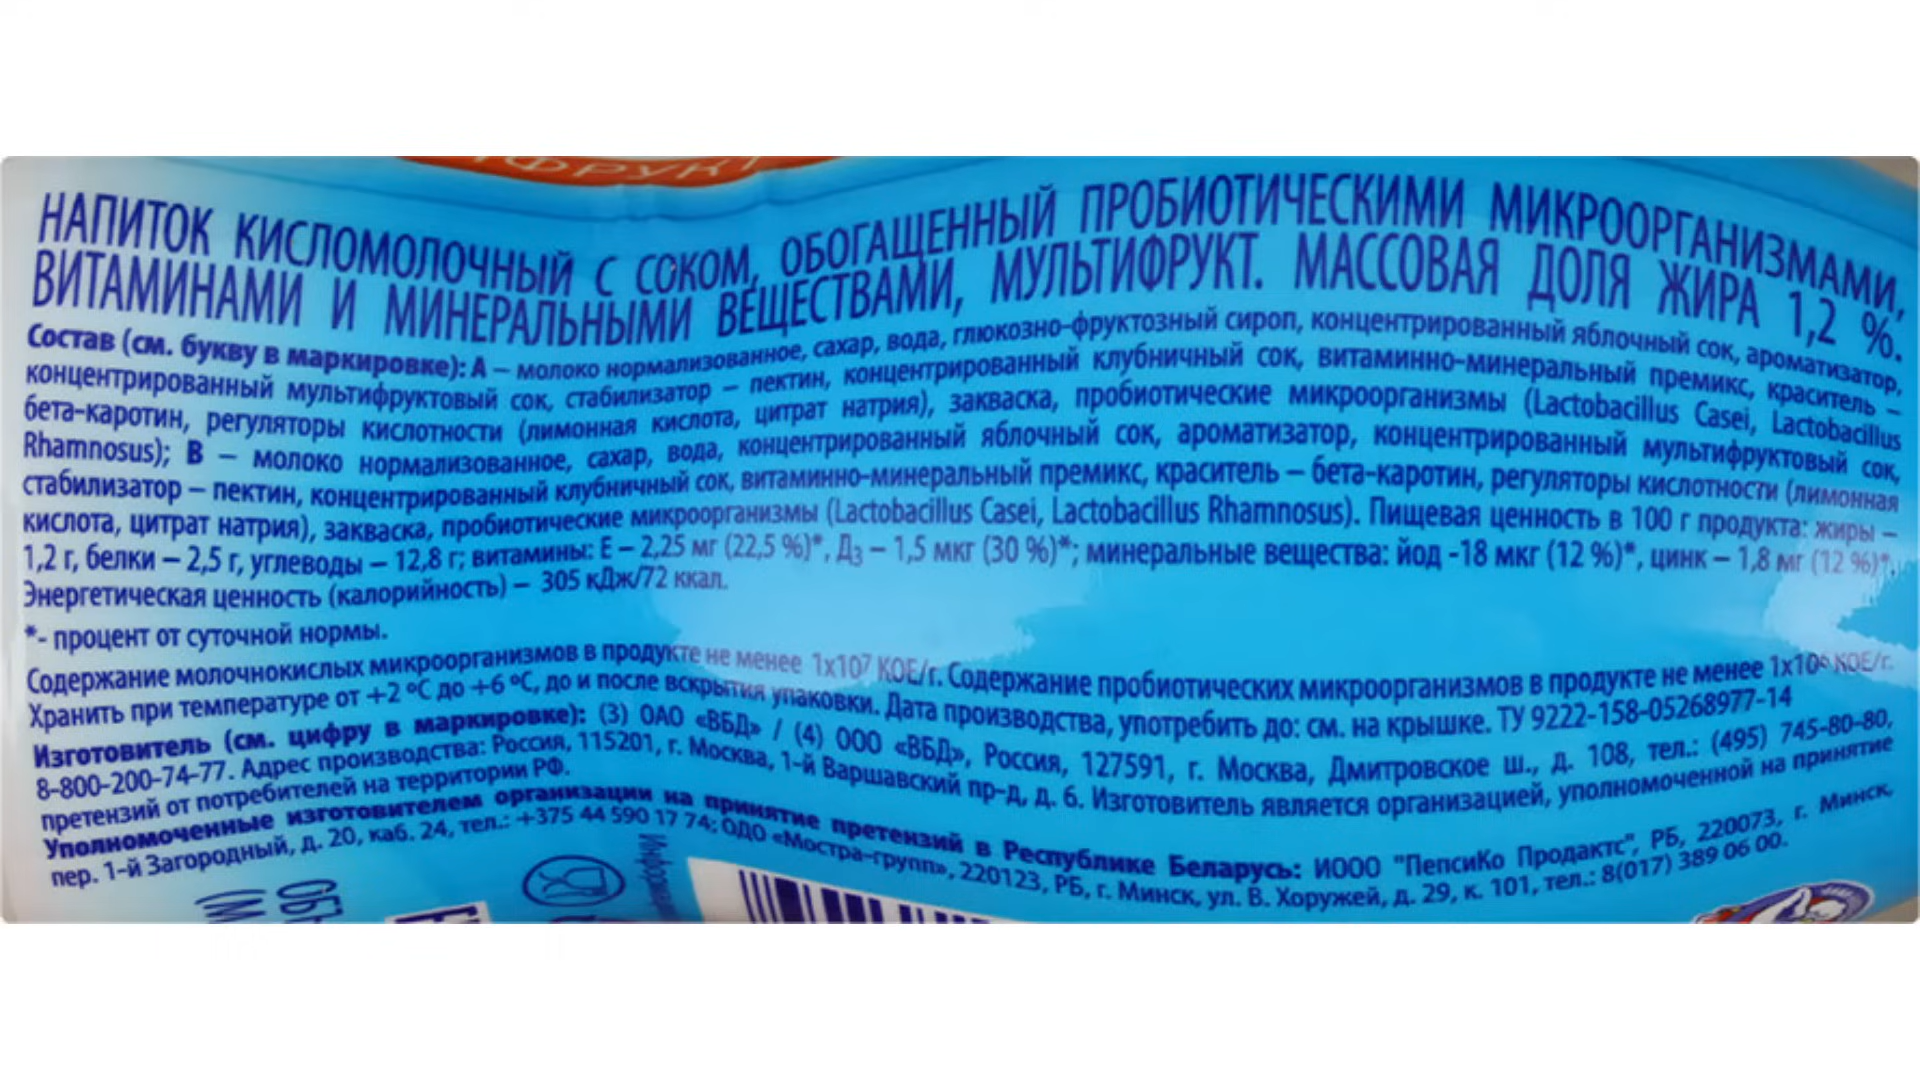 ФРУКТ
НАПИТОК КИСЛОМОЛОЧНЫЙ С СОКОМ, ОБОГАЩЕННЫЙ ПРОБИОТИЧЕСКИМИ МИКРООРГАНИЗМАМИ,
ВИТАМИНАМИ И МИНЕРАЛЬНЫМИ ВЕЩЕСТВАМИ, МУЛЬТИФРУКТ. МАССОВАЯ ДОЛЯ ЖИРА 1,2 %.
Состав (см. букву в маркировке): А – молоко нормализованное, сахар, вода, глюкозно-фруктозный сироп, концентрированный яблочный сок, ароматизатор,
концентрированный мультифруктовый сок, стабилизатор – пектин, концентрированный клубничный сок, витаминно-минеральный премикс, краситель –
бета-каротин, регуляторы кислотности (лимонная кислота, цитрат натрия), закваска, пробиотические микроорганизмы (Lactobacillus Casei, Lactobacillus
Rhamnosus); В – молоко нормализованное, сахар, вода, концентрированный яблочный сок, ароматизатор, концентрированный мультифруктовый сок,
стабилизатор – пектин, концентрированный клубничный сок, витаминно-минеральный премикс, краситель – бета-каротин, регуляторы кислотности (лимонная
кислота, цитрат натрия), закваска, пробиотические микроорганизмы (Lactobacillus Casei, Lactobacillus Rhamnosus). Пищевая ценность в 100 г продукта: жиры –
1,2 г, белки – 2,5 г, углеводы – 12,8 г; витамины: Е – 2,25 мг (22,5 %)*, Д3 – 1,5 мкг (30 %)*; минеральные вещества: йод -18 мкг (12 %)*, цинк – 1,8 мг (12 %)*.
Энергетическая ценность (калорийность) – 305 кДж/72 ккал.
*- процент от суточной нормы.
Содержание молочнокислых микроорганизмов в продукте не менее 1х10⁷ КОЕ/г. Содержание пробиотических микроорганизмов в продукте не менее 1х10⁶ КОЕ/г.
Хранить при температуре от +2 °С до +6 °С, до и после вскрытия упаковки. Дата производства, употребить до: см. на крышке. ТУ 9222-158-05268977-14
Изготовитель (см. цифру в маркировке): (3) ОАО «ВБД» / (4) ООО «ВБД», Россия, 127591, г. Москва, Дмитровское ш., д. 108, тел.: (495) 745-80-80,
8-800-200-74-77. Адрес производства: Россия, 115201, г. Москва, 1-й Варшавский пр-д, д. 6. Изготовитель является организацией, уполномоченной на принятие
претензий от потребителей на территории РФ.
Уполномоченные изготовителем организации на принятие претензий в Республике Беларусь: ИООО "ПепсиКо Продактс", РБ, 220073, г. Минск,
пер. 1-й Загородный, д. 20, каб. 24, тел.: +375 44 590 17 74; ОДО «Мостра-групп», 220123, РБ, г. Минск, ул. В. Хоружей, д. 29, к. 101, тел.: 8(017) 389 06 00.